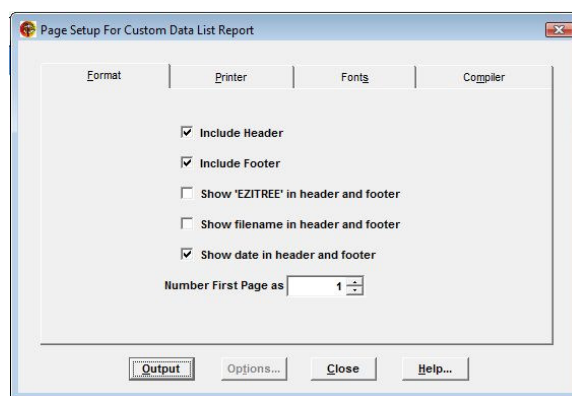 Page Setup For Custom Data List Report
Format Printer Fonts Compiler
Include Header
Include Footer
Show 'EZITREE' in header and footer
Show filename in header and footer
Show date in header and footer
Number First Page as 1
Output Options... Close Help...